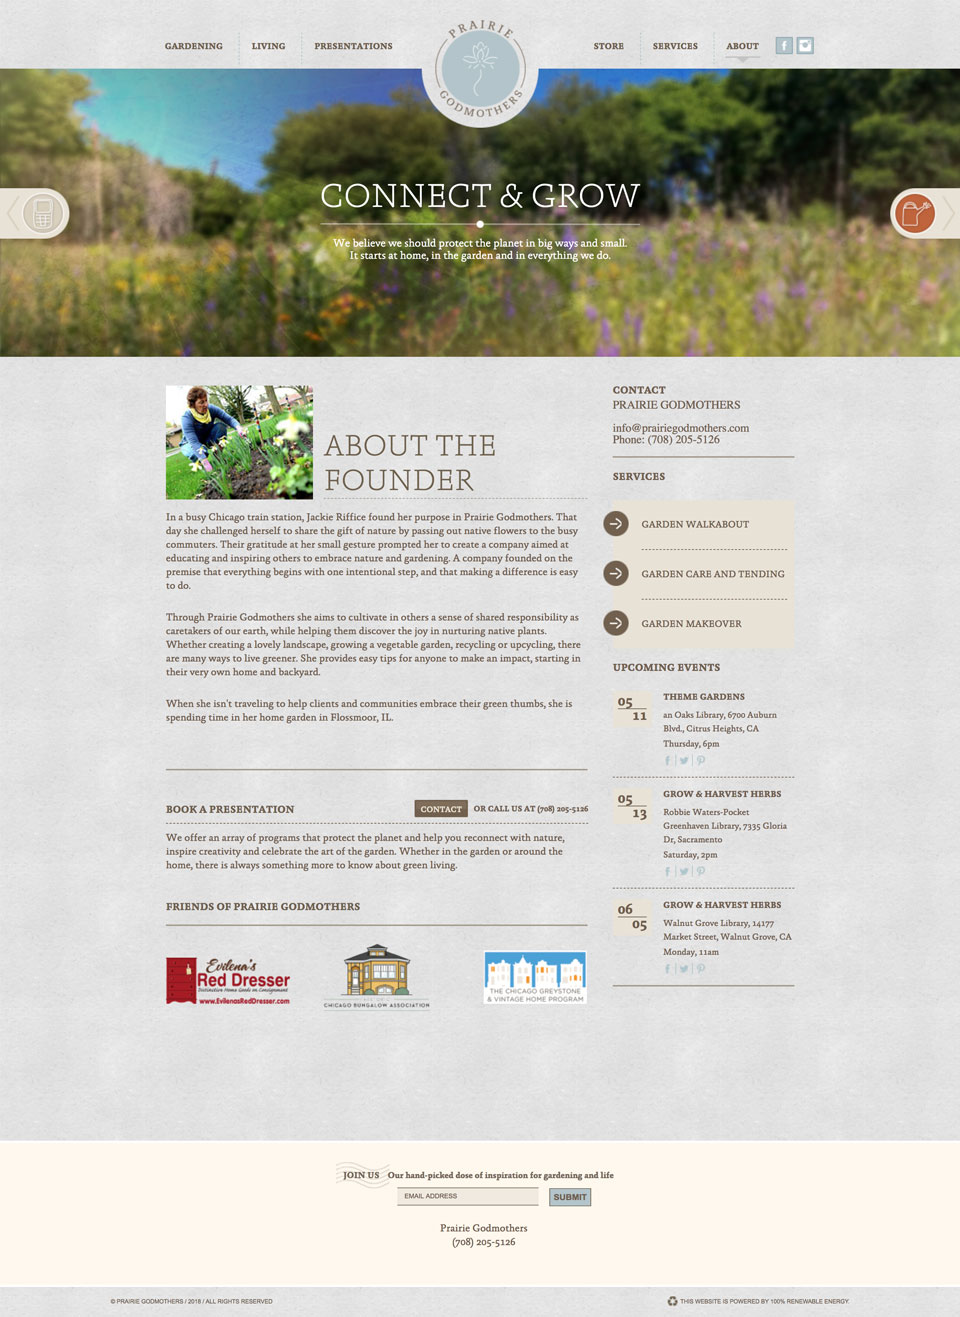 GARDENING
LIVING
PRESENTATIONS
PRAIRIE
GODMOTHERS
STORE
SERVICES
ABOUT
CONNECT & GROW
We believe we should protect the planet in big ways and small.
It starts at home, in the garden and in everything we do.
ABOUT THE
FOUNDER
In a busy Chicago train station, Jackie Riffice found her purpose in Prairie Godmothers. That
day she challenged herself to share the gift of nature by passing out native flowers to the busy
commuters. Their gratitude at her small gesture prompted her to create a company aimed at
educating and inspiring others to embrace nature and gardening. A company founded on the
premise that everything begins with one intentional step, and that making a difference is easy
to do.
Through Prairie Godmothers she aims to cultivate in others a sense of shared responsibility as
caretakers of our earth, while helping them discover the joy in nurturing native plants.
Whether creating a lovely landscape, growing a vegetable garden, recycling or upcycling, there
are many ways to live greener. She provides easy tips for anyone to make an impact, starting in
their very own home and backyard.
When she isn't traveling to help clients and communities embrace their green thumbs, she is
spending time in her home garden in Flossmoor, IL.
BOOK A PRESENTATION
CONTACT
OR CALL US AT (708) 205-5126
We offer an array of programs that protect the planet and help you reconnect with nature,
inspire creativity and celebrate the art of the garden. Whether in the garden or around the
home, there is always something more to know about green living.
FRIENDS OF PRAIRIE GODMOTHERS
Evilena's
Red Dresser
Distinctive Home Goods on Consignment
www.EvilenasRedDresser.com
CHICAGO BUNGALOW ASSOCIATION
THE CHICAGO GREYSTONE
& VINTAGE HOME PROGRAM
CONTACT
PRAIRIE GODMOTHERS
info@prairiegodmothers.com
Phone: (708) 205-5126
SERVICES
GARDEN WALKABOUT
GARDEN CARE AND TENDING
GARDEN MAKEOVER
UPCOMING EVENTS
05
11
THEME GARDENS
an Oaks Library, 6700 Auburn
Blvd., Citrus Heights, CA
Thursday, 6pm
05
13
GROW & HARVEST HERBS
Robbie Waters-Pocket
Greenhaven Library, 7335 Gloria
Dr, Sacramento
Saturday, 2pm
06
05
GROW & HARVEST HERBS
Walnut Grove Library, 14177
Market Street, Walnut Grove, CA
Monday, 11am
JOIN US Our hand-picked dose of inspiration for gardening and life
EMAIL ADDRESS
SUBMIT
Prairie Godmothers
(708) 205-5126
© PRAIRIE GODMOTHERS / 2018 / ALL RIGHTS RESERVED
THIS WEBSITE IS POWERED BY 100% RENEWABLE ENERGY.